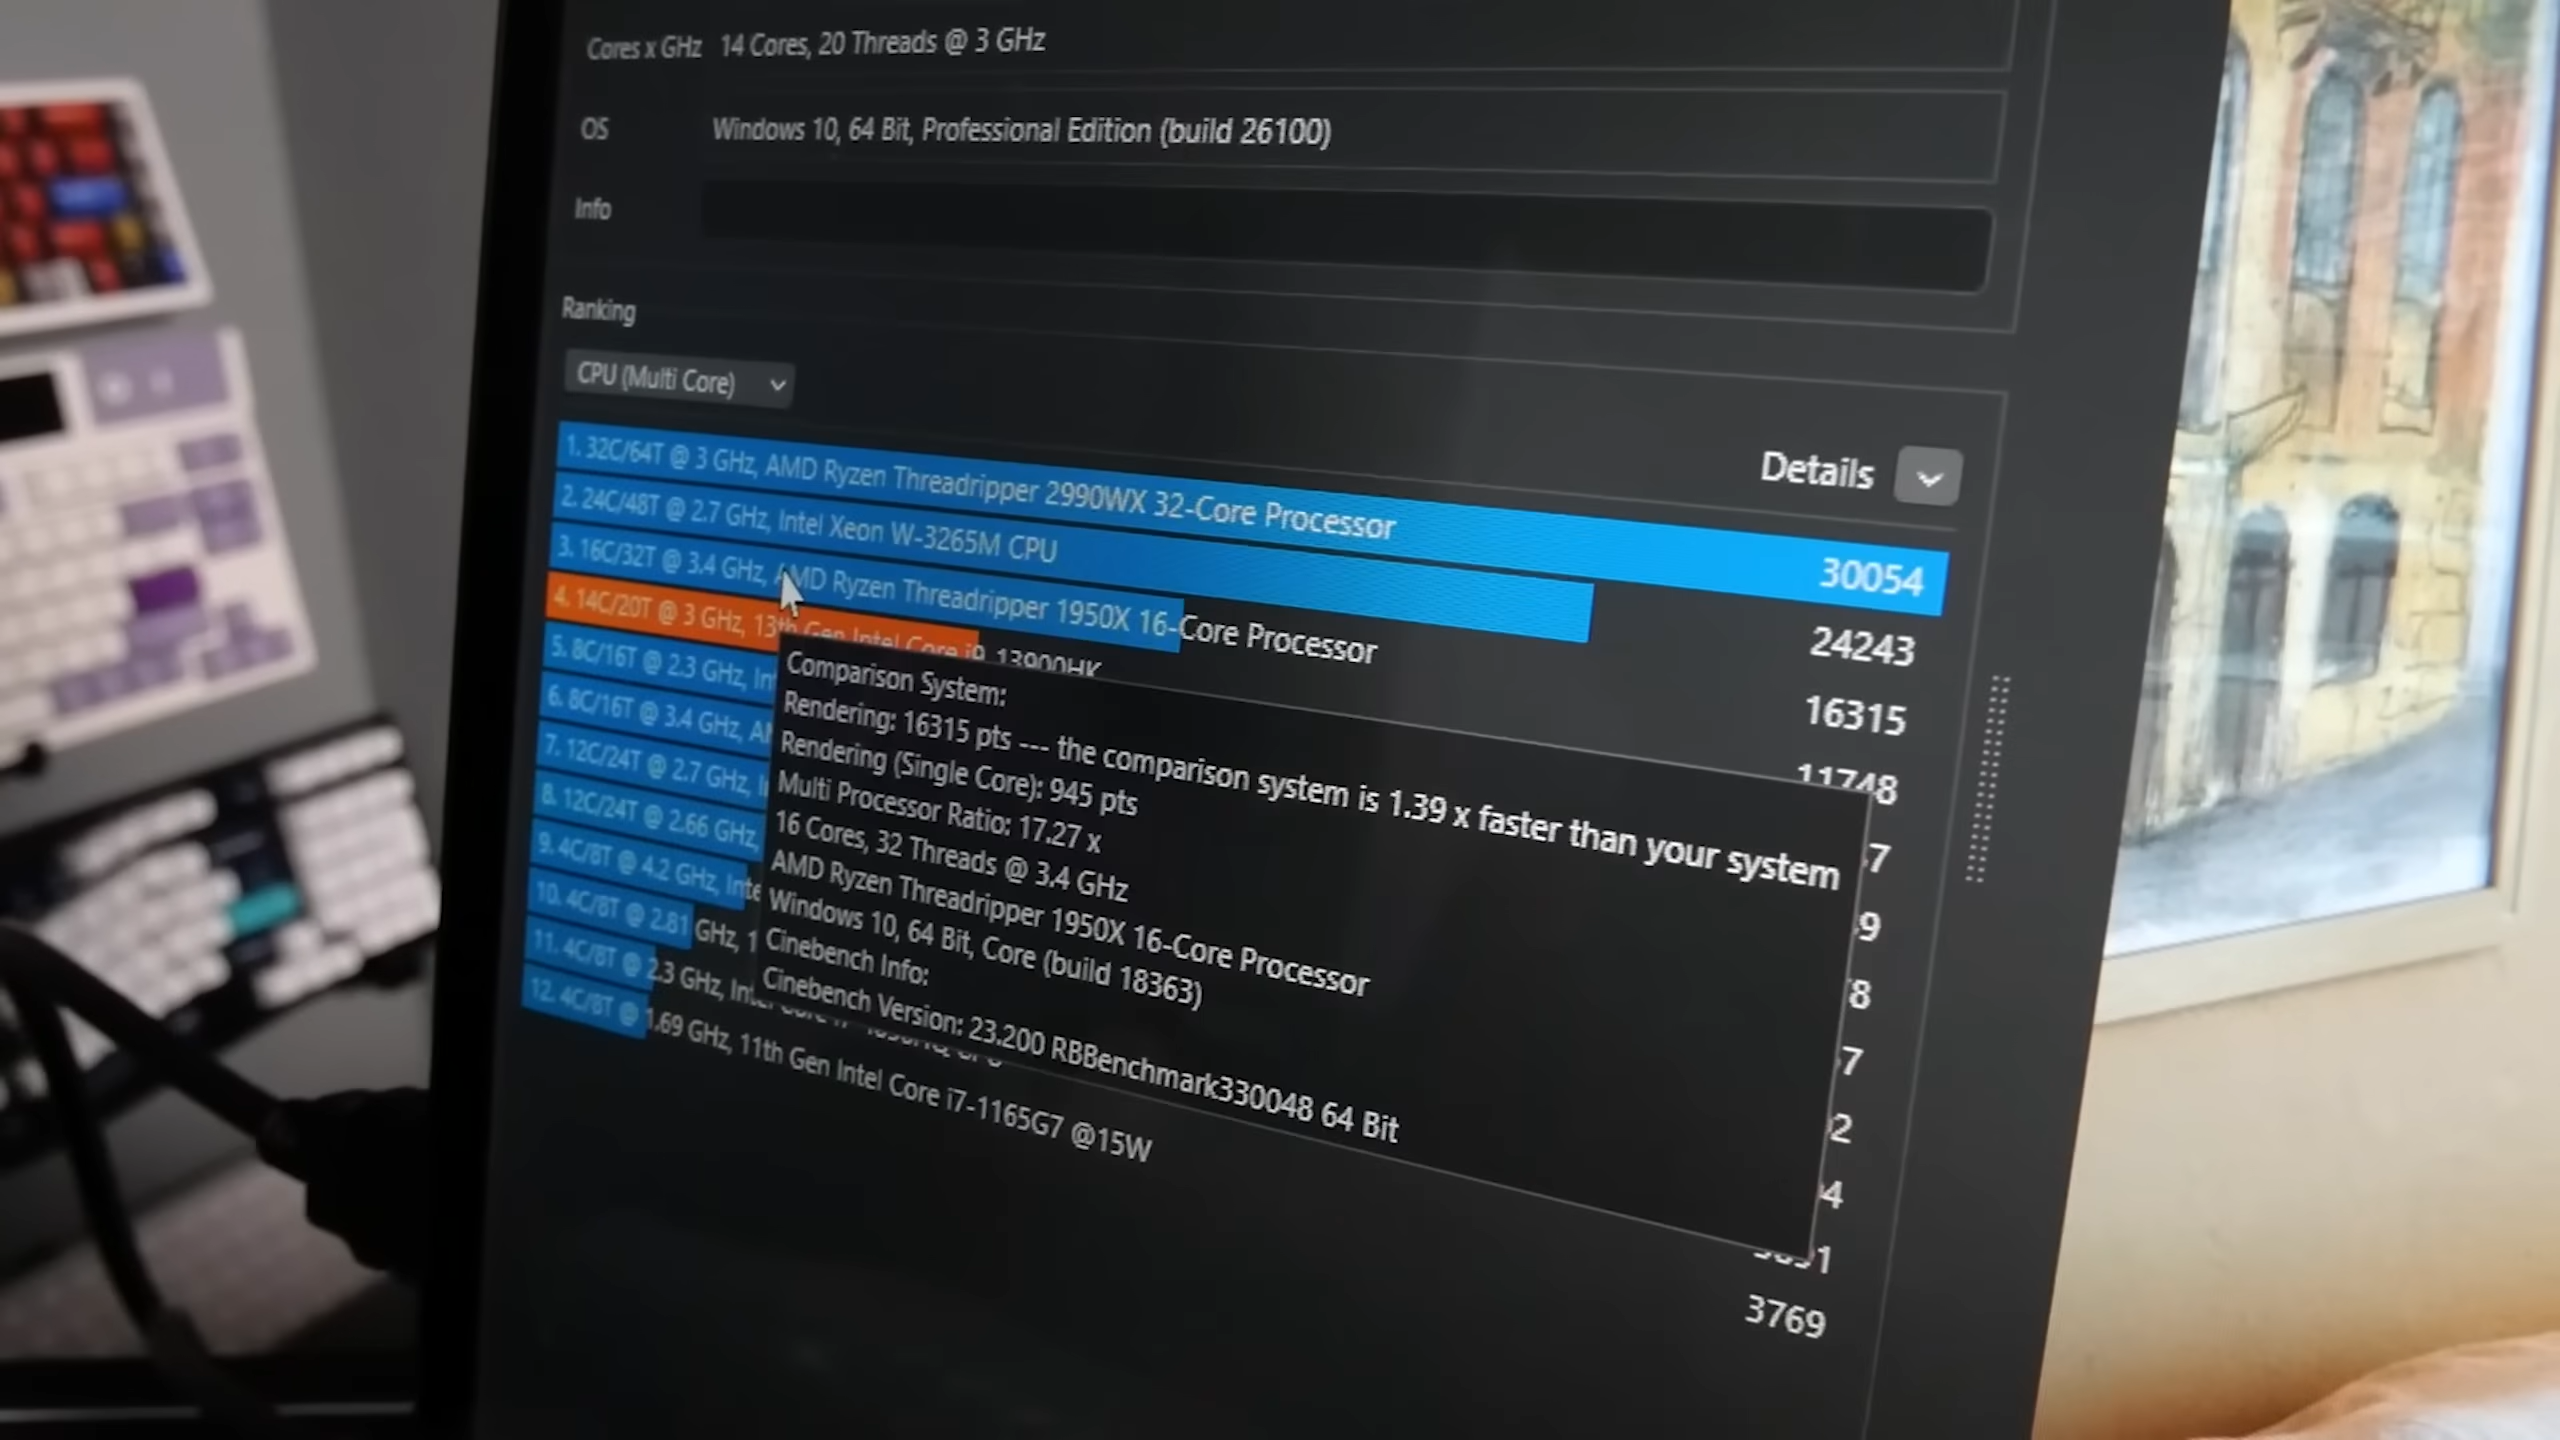 Cores x GHz 14 Cores, 20 Threads @ 3 GHz
OS Windows 10, 64 Bit, Professional Edition (build 26100)
Info
Ranking
CPU (Multi Core)
Details
1. 32C/64T @ 3 GHz, AMD Ryzen Threadripper 2990WX 32-Core Processor 30054
2. 24C/48T @ 2.7 GHz, Intel Xeon W-3265M CPU 24243
3. 16C/32T @ 3.4 GHz, AMD Ryzen Threadripper 1950X 16-Core Processor 16315
4. 14C/20T @ 3 GHz, 13th Gen Intel Core i9-13900HK 11748
5. 8C/16T @ 2.3 GHz,
6. 8C/16T @ 3.4 GHz,
7. 12C/24T @ 2.7 GHz,
8. 12C/24T @ 2.66 GHz,
9. 4C/8T @ 4.2 GHz,
10. 4C/8T @ 2.81 GHz,
11. 4C/8T @ 2.3 GHz,
12. 4C/8T @ 1.69 GHz, 11th Gen Intel Core i7-1165G7 @15W 3769
Comparison System:
Rendering: 16315 pts --- the comparison system is 1.39 x faster than your system
Rendering (Single Core): 945 pts
Multi Processor Ratio: 17.27 x
16 Cores, 32 Threads @ 3.4 GHz
AMD Ryzen Threadripper 1950X 16-Core Processor
Windows 10, 64 Bit, Core (build 18363)
Cinebench Info:
Cinebench Version: 23.200 RBBenchmark330048 64 Bit